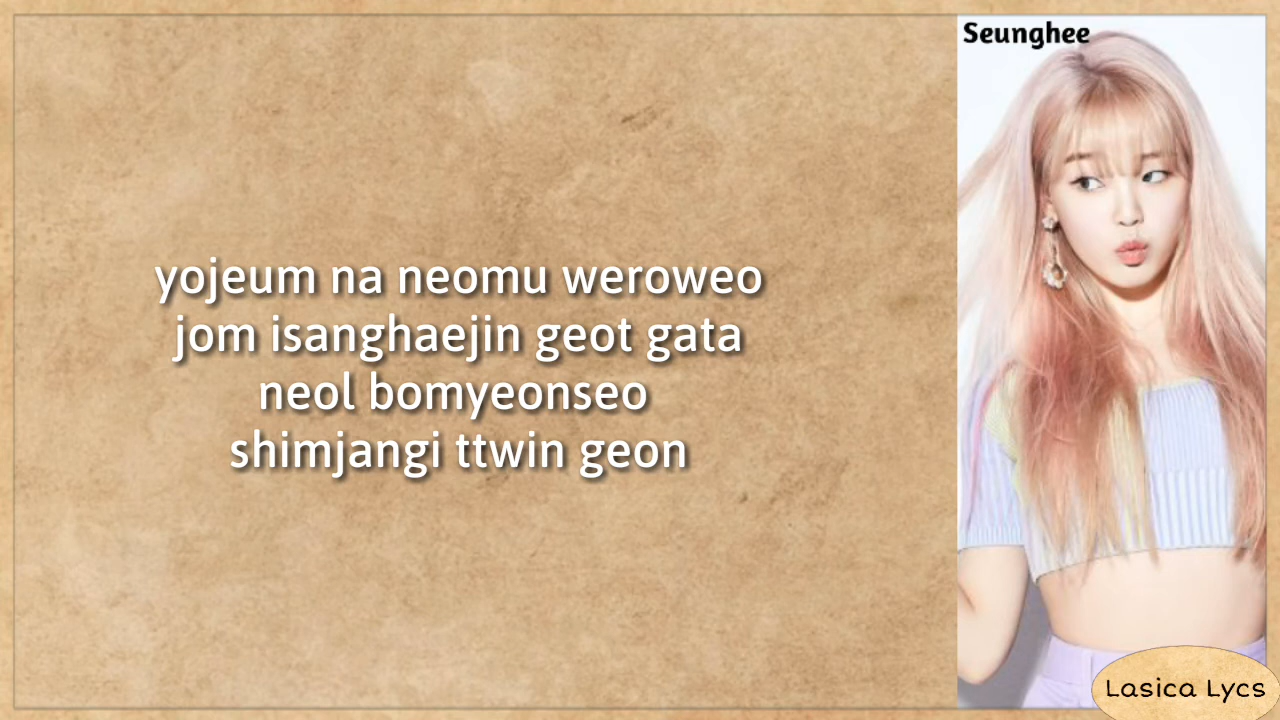 Seunghee
yojeum na neomu weroweo
jom isanghaejin geot gata
neol bomyeonseo
shimjangi ttwin geon
Lasica Lycs